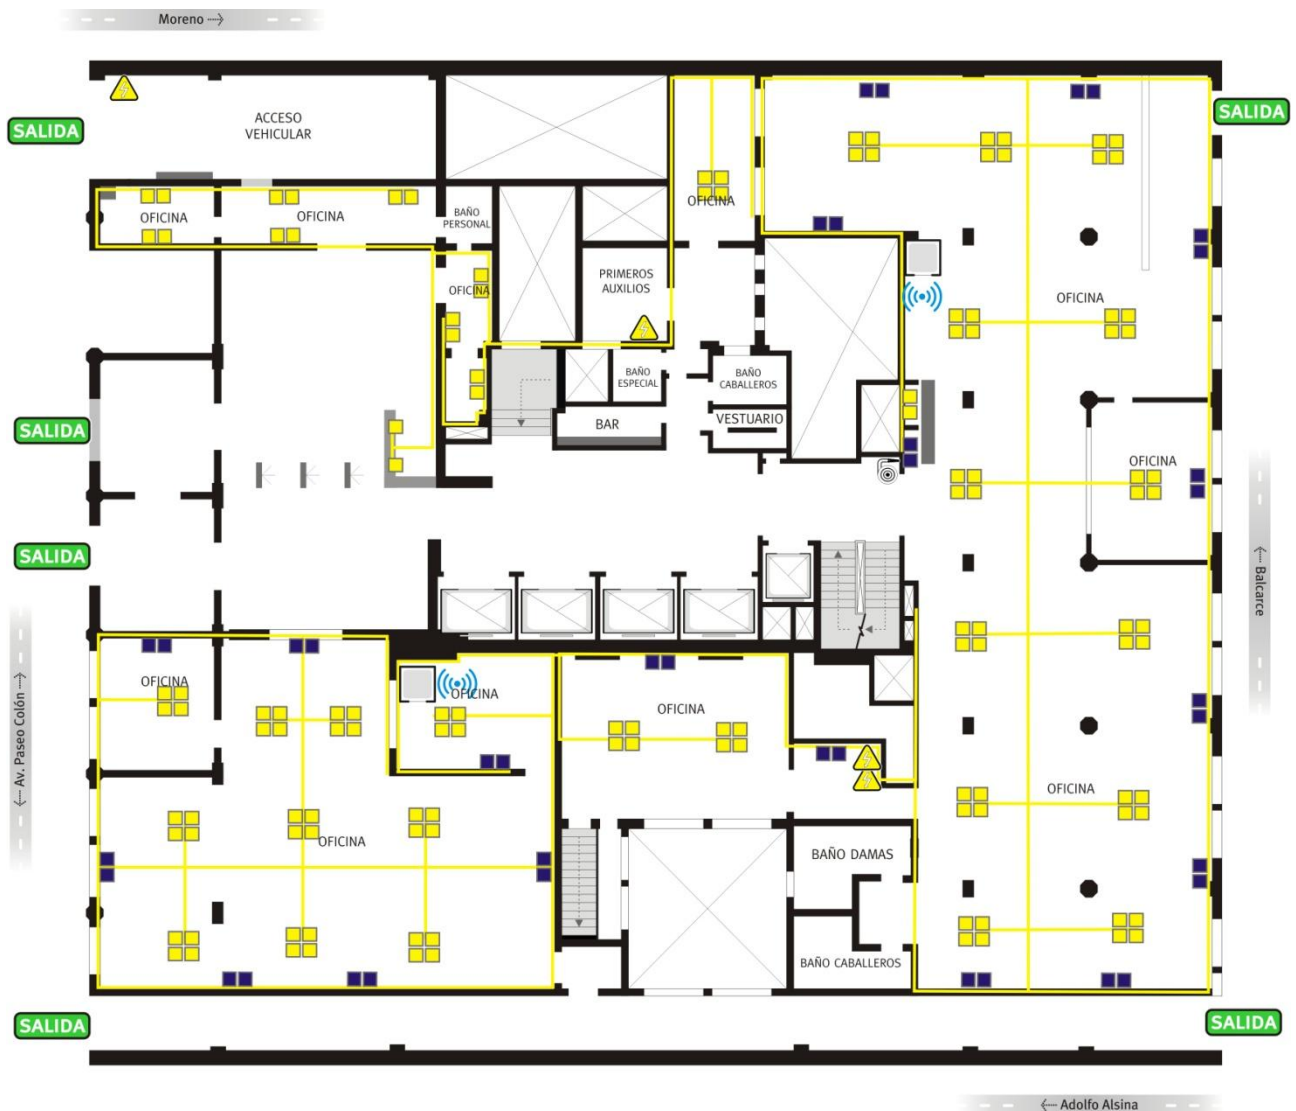 Moreno
SALIDA
SALIDA
ACCESO
VEHICULAR
OFICINA
OFICINA
BAÑO
PERSONAL
OFICINA
OFICINA
PRIMEROS
AUXILIOS
OFICINA
BAÑO
ESPECIAL
BAÑO
CABALLEROS
BAR
VESTUARIO
SALIDA
OFICINA
SALIDA
Balcarce
Av. Paseo Colón
OFICINA
OFICINA
OFICINA
OFICINA
OFICINA
BAÑO DAMAS
BAÑO CABALLEROS
SALIDA
SALIDA
Adolfo Alsina